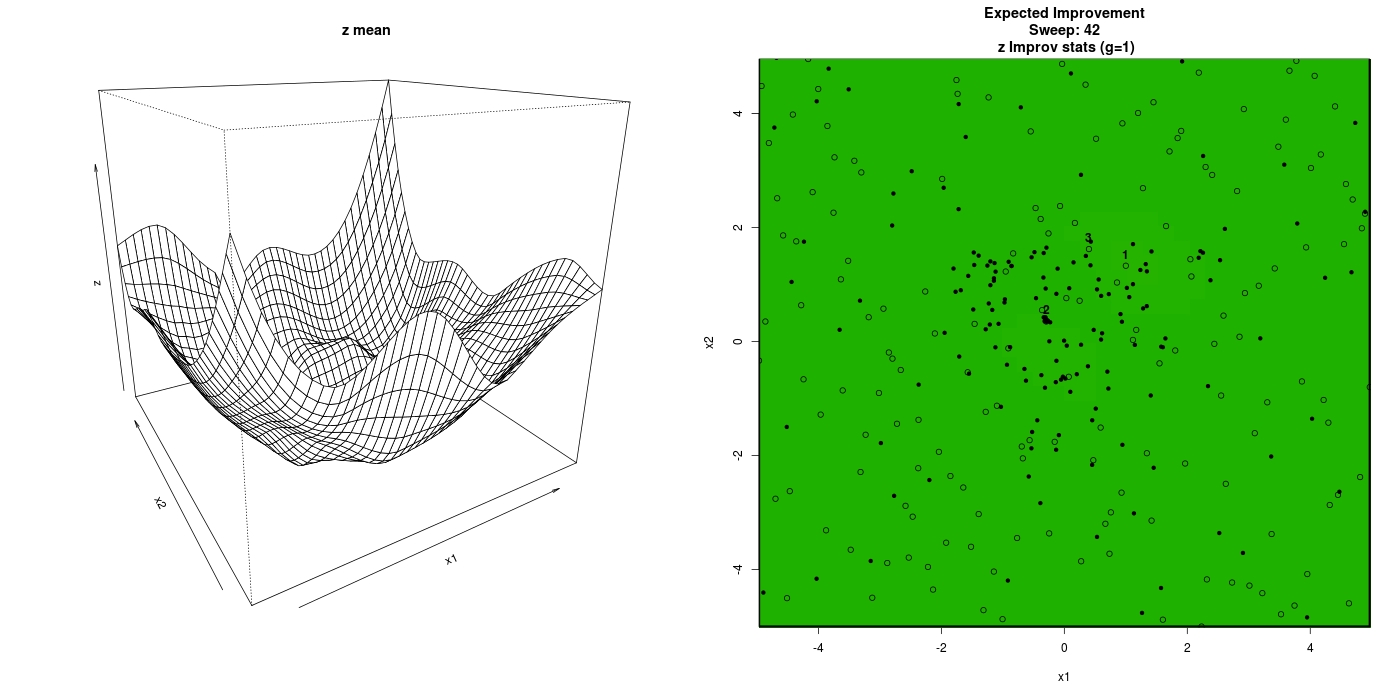 z mean
z
x2
x1
Expected Improvement
Sweep: 42
z Improv stats (g=1)
x2
4
2
0
-2
-4
3
1
2
-4
-2
0
2
4
x1